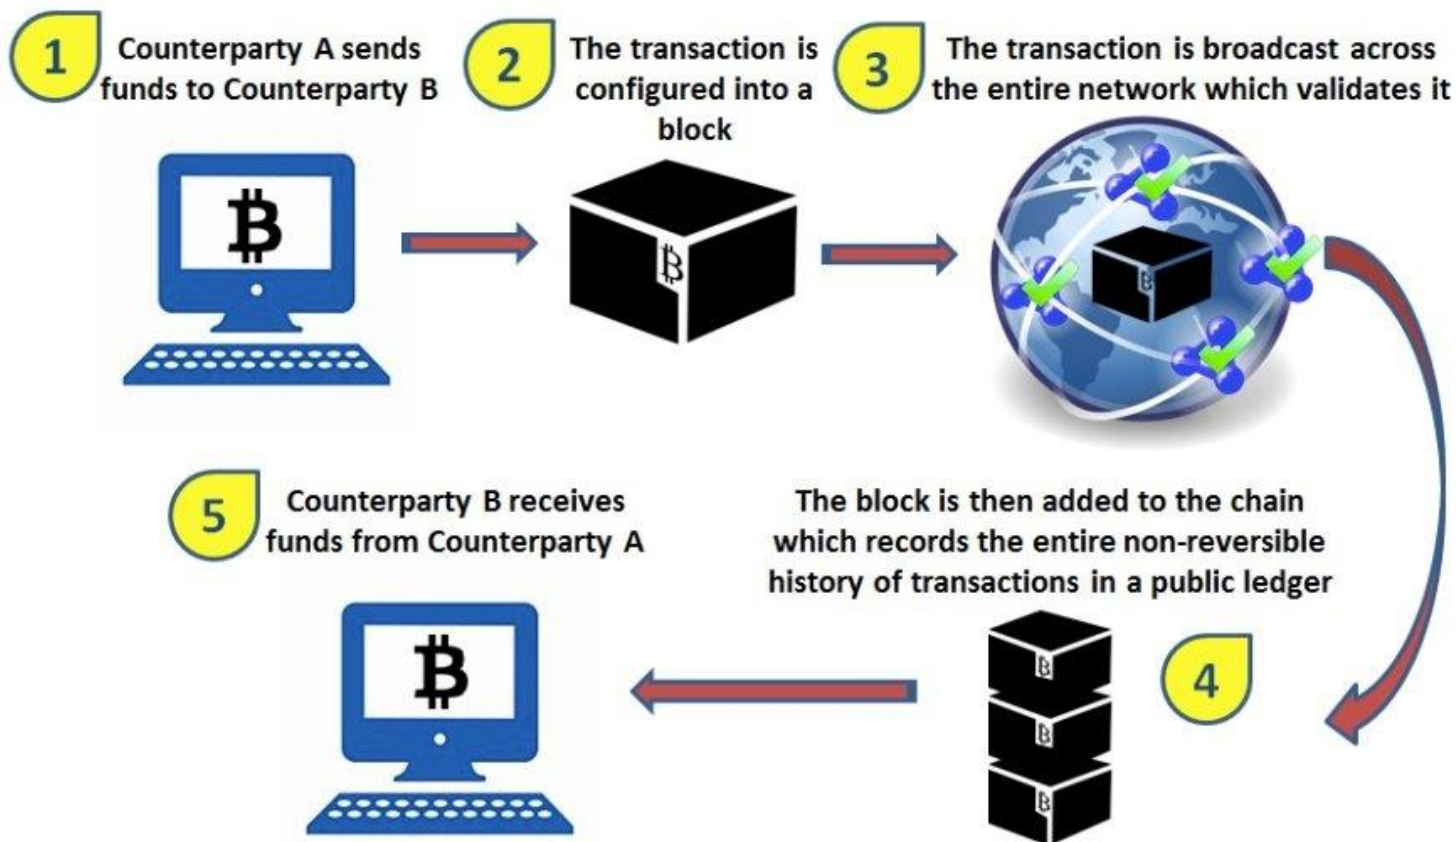 1
Counterparty A sends
funds to Counterparty B
2
The transaction is
configured into a
block
3
The transaction is broadcast across
the entire network which validates it
5
Counterparty B receives
funds from Counterparty A
The block is then added to the chain
which records the entire non-reversible
history of transactions in a public ledger
4